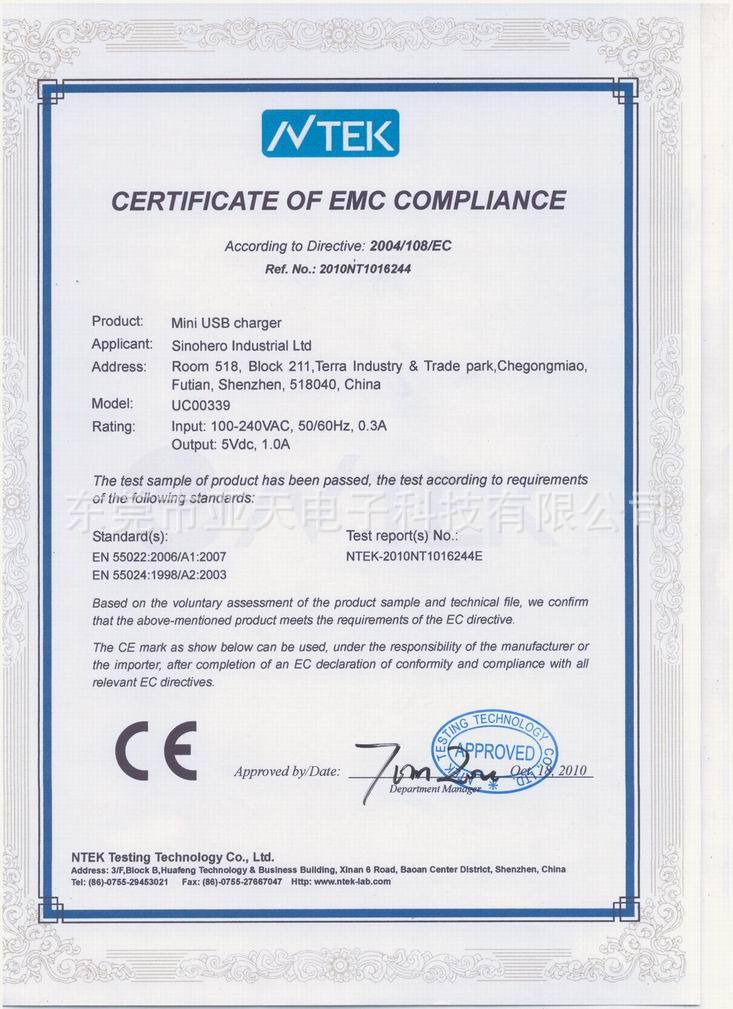 NTEK
CERTIFICATE OF EMC COMPLIANCE
According to Directive: 2004/108/EC
Ref. No.: 2010NT1016244
Product: Mini USB charger
Applicant: Sinohero Industrial Ltd
Address: Room 518, Block 211,Terra Industry & Trade park,Chegongmiao,
Futian, Shenzhen, 518040, China
Model: UC00339
Rating: Input: 100-240VAC, 50/60Hz, 0.3A
Output: 5Vdc, 1.0A
The test sample of product has been passed, the test according to requirements
of the following standards:
东莞市业天电子科技有限公司
Standard(s): Test report(s) No.:
EN 55022:2006/A1:2007 NTEK-2010NT1016244E
EN 55024:1998/A2:2003
Based on the voluntary assessment of the product sample and technical file, we confirm
that the above-mentioned product meets the requirements of the EC directive.
The CE mark as show below can be used, under the responsibility of the manufacturer or
the importer, after completion of an EC declaration of conformity and compliance with all
relevant EC directives.
CE
NTEK TESTING TECHNOLOGY CO., LTD
APPROVED
Approved by/Date: Oct. 18, 2010
Department Manager
NTEK Testing Technology Co., Ltd.
Address: 3/F,Block B,Huafeng Technology & Business Building, Xinan 6 Road, Baoan Center District, Shenzhen, China
Tel: (86)-0755-29453021 Fax: (86)-0755-27667047 Http: www.ntek-lab.com